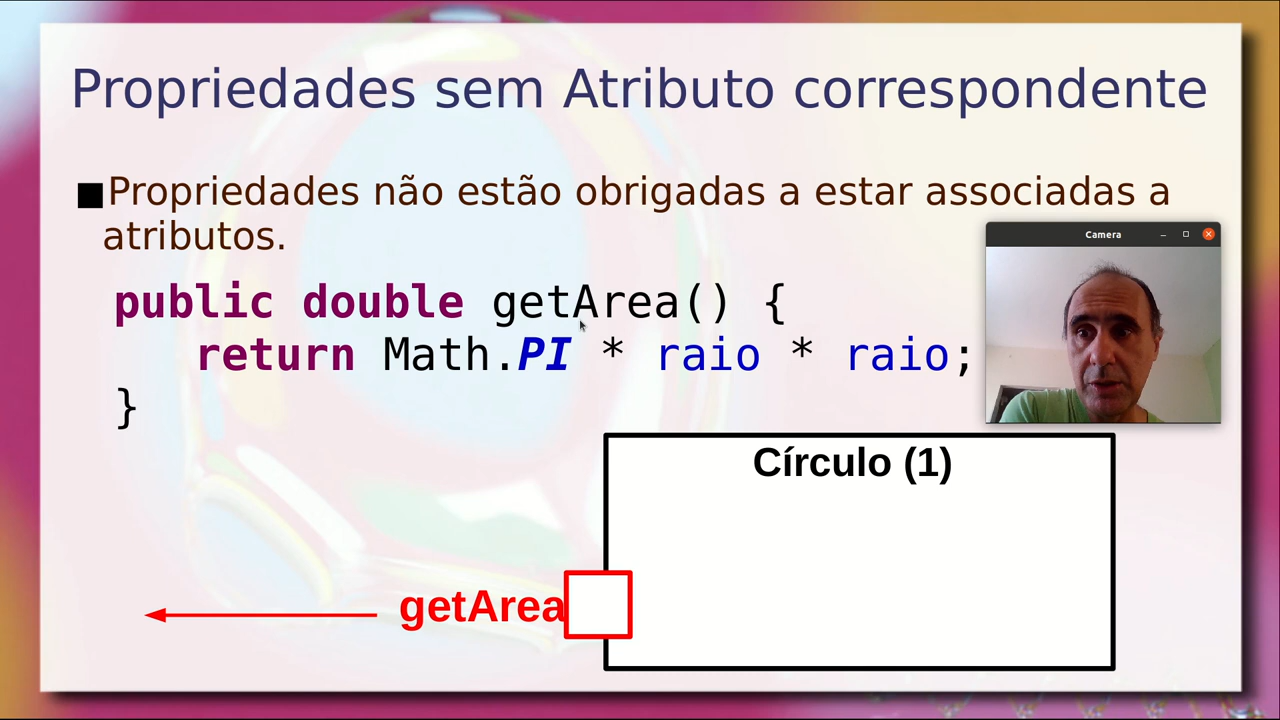 Propriedades sem Atributo correspondente
Propriedades não estão obrigadas a estar associadas a
atributos.
Camera
public double getArea() {
return Math.PI * raio * raio;
}
Círculo (1)
getArea